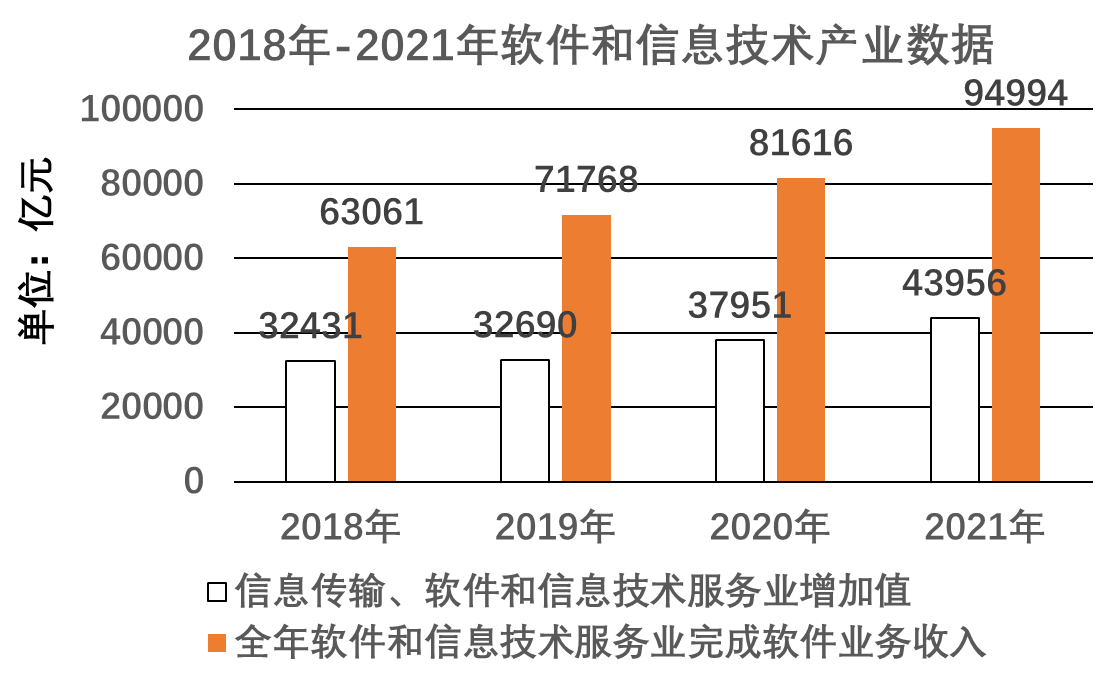 2018年-2021年软件和信息技术产业数据
单位：亿元
100000
80000
60000
40000
20000
0
32431
63061
32690
71768
37951
81616
43956
94994
2018年
2019年
2020年
2021年
信息传输、软件和信息技术服务业增加值
全年软件和信息技术服务业完成软件业务收入